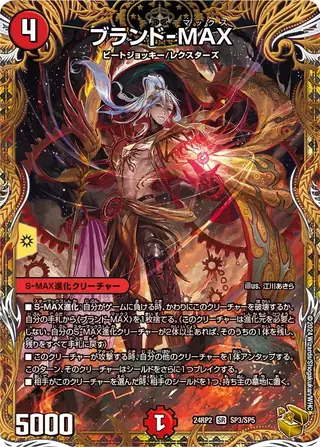 4
マックス
ブランド-MAX
ビートジョッキー/レクスターズ
illus. 江川あきら
S-MAX進化クリーチャー
■S-MAX進化:自分がゲームに負ける時、かわりにこのクリーチャーを破壊するか、
自分の手札から《ブランド-MAX》を1枚捨てる。(このクリーチャーは進化元を必要と
しない。自分のS-MAX進化クリーチャーが2体以上あれば、そのうちの1体を残し、
残りをすべて手札に戻す)
■このクリーチャーが攻撃する時、自分の他のクリーチャーを1体アンタップする。
このターン、そのクリーチャーはシールドをさらに1つブレイクする。
■相手がこのクリーチャーを選んだ時、相手のシールドを1つ、持ち主の墓地に置く。
5000
24RP2 SR SP3/SP5
©2024 Wizards/Shogakukan/WHC